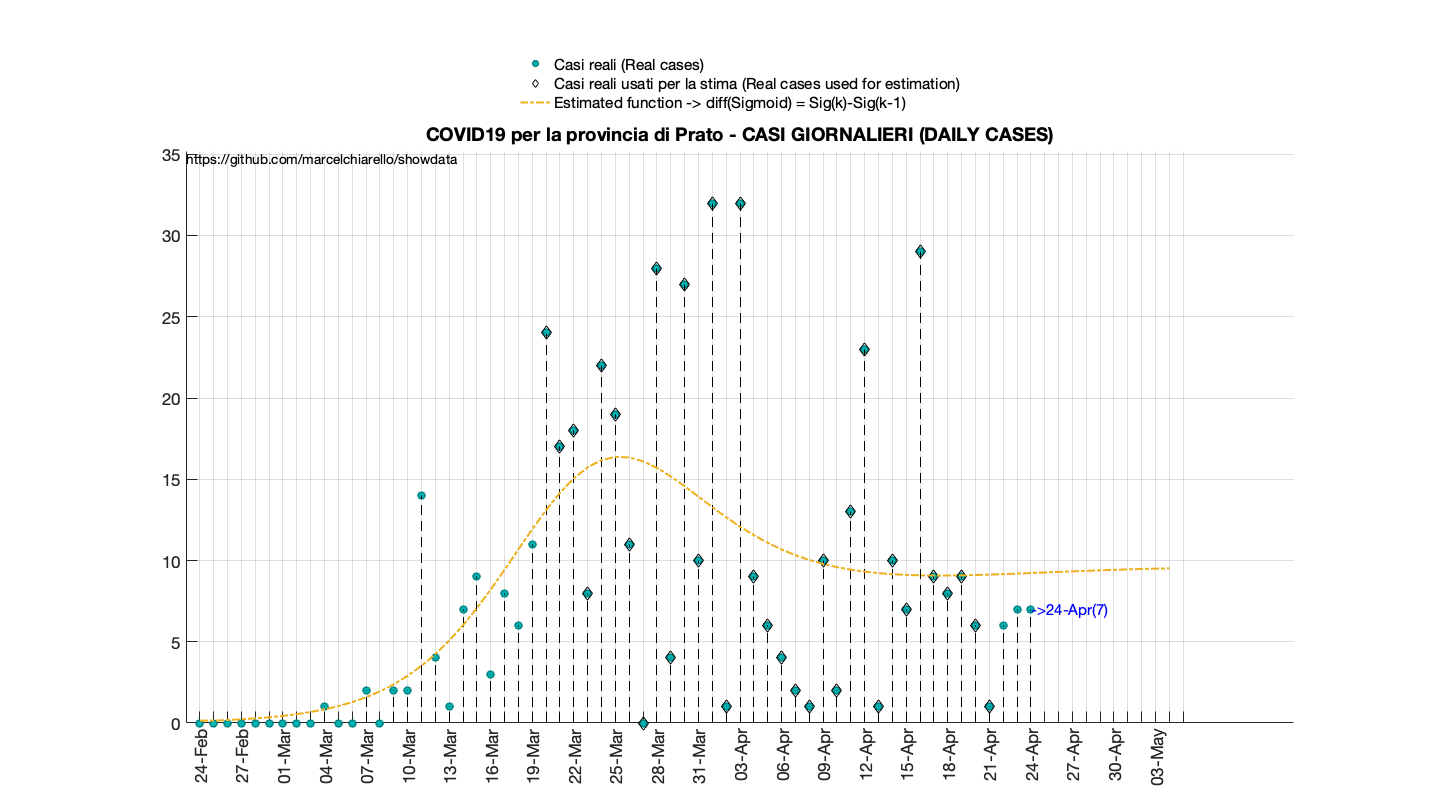 Casi reali (Real cases)
Casi reali usati per la stima (Real cases used for estimation)
Estimated function -> diff(Sigmoid) = Sig(k)-Sig(k-1)
COVID19 per la provincia di Prato - CASI GIORNALIERI (DAILY CASES)
https://github.com/marcelchiarello/showdata
35
30
25
20
15
10
5
0
->24-Apr(7)
24-Feb
27-Feb
01-Mar
04-Mar
07-Mar
10-Mar
13-Mar
16-Mar
19-Mar
22-Mar
25-Mar
28-Mar
31-Mar
03-Apr
06-Apr
09-Apr
12-Apr
15-Apr
18-Apr
21-Apr
24-Apr
27-Apr
30-Apr
03-May